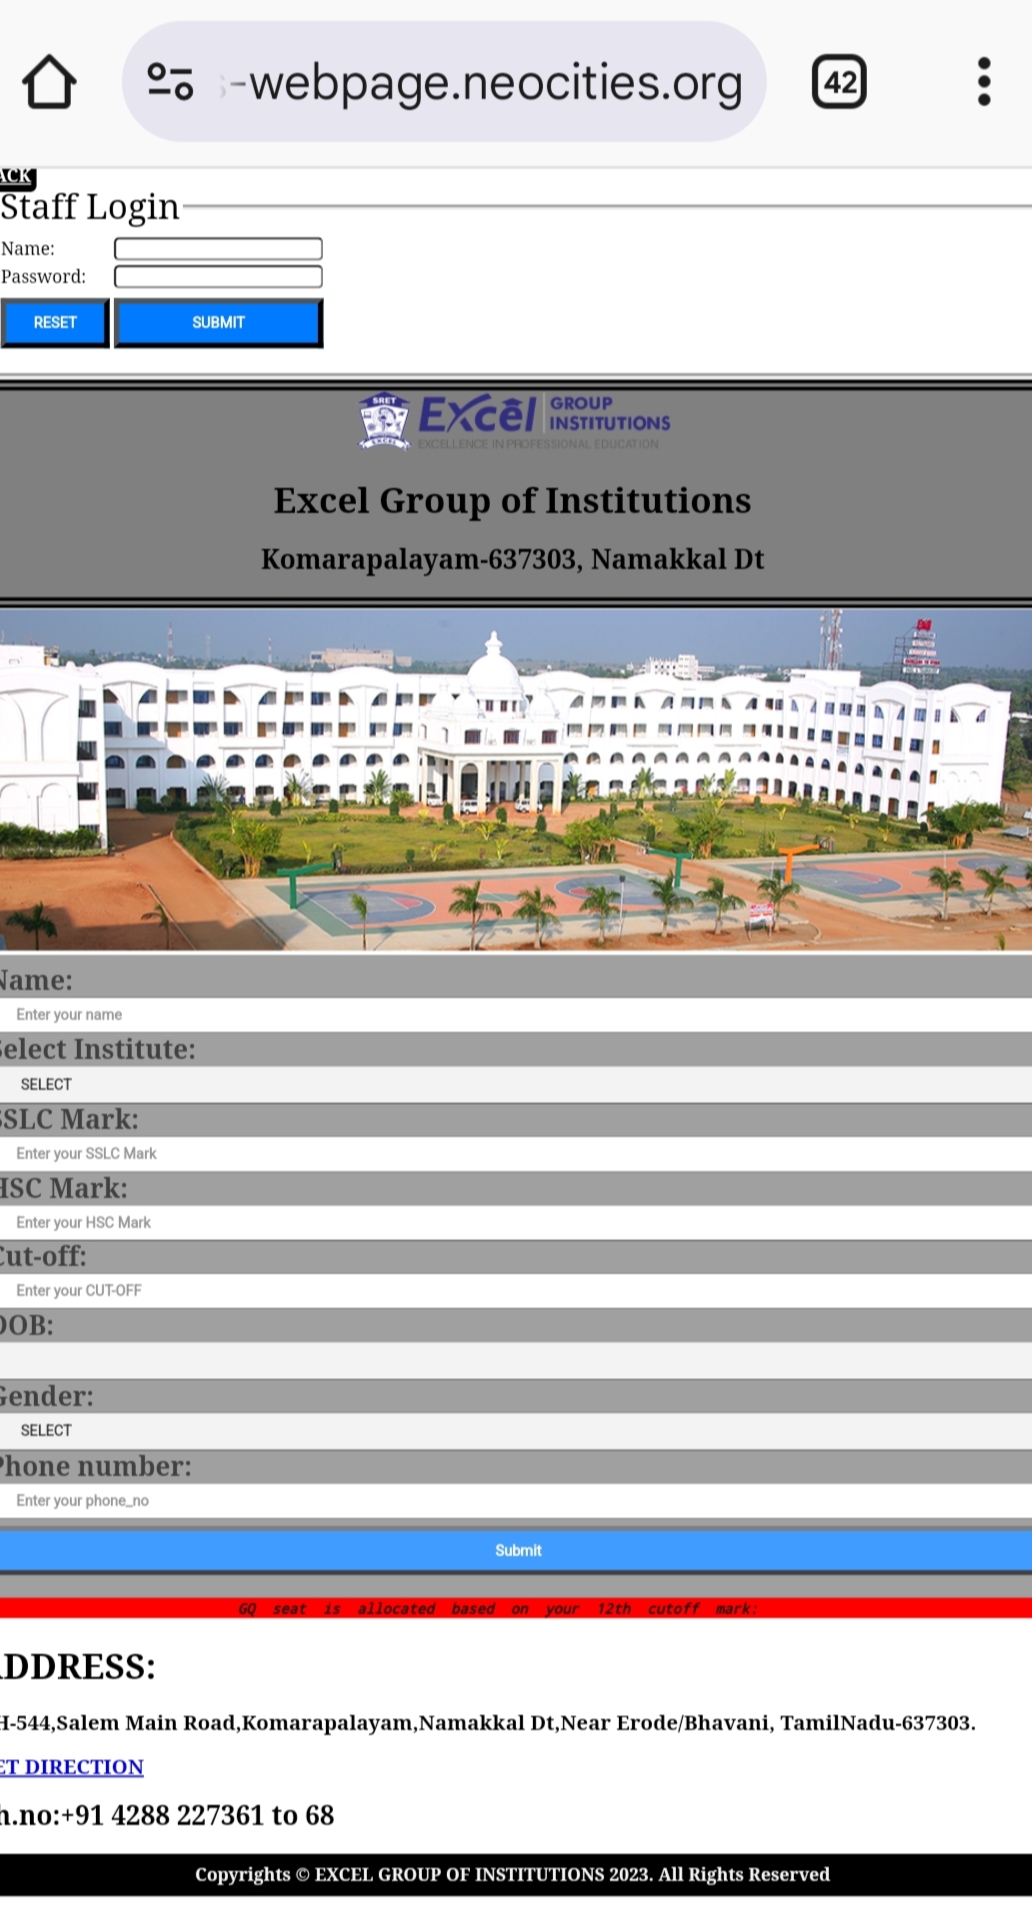 -webpage.neocities.org
42
ACK
Staff Login
Name:
Password:
RESET SUBMIT
SRET
EXCEL
Excel GROUP
INSTITUTIONS
EXCELLENCE IN PROFESSIONAL EDUCATION
Excel Group of Institutions
Komarapalayam-637303, Namakkal Dt
Name:
Enter your name
Select Institute:
SELECT
SSLC Mark:
Enter your SSLC Mark
HSC Mark:
Enter your HSC Mark
Cut-off:
Enter your CUT-OFF
DOB:
Gender:
SELECT
Phone number:
Enter your phone_no
Submit
GQ seat is allocated based on your 12th cutoff mark:
ADDRESS:
H-544,Salem Main Road,Komarapalayam,Namakkal Dt,Near Erode/Bhavani, TamilNadu-637303.
ET DIRECTION
h.no:+91 4288 227361 to 68
Copyrights © EXCEL GROUP OF INSTITUTIONS 2023. All Rights Reserved